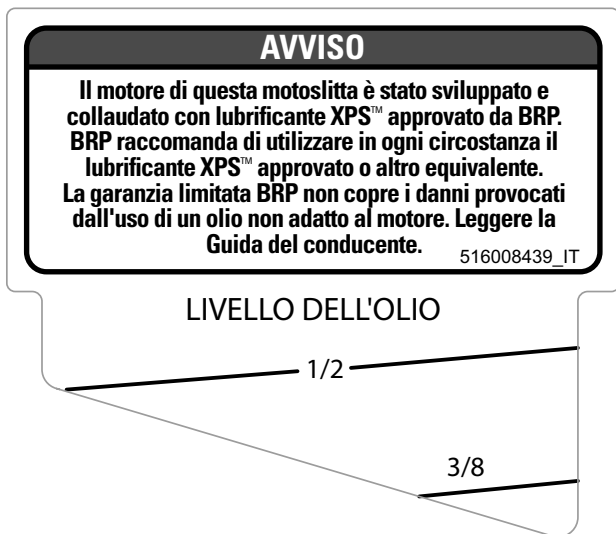 AVVISO
Il motore di questa motoslitta è stato sviluppato e
collaudato con lubrificante XPS™ approvato da BRP.
BRP raccomanda di utilizzare in ogni circostanza il
lubrificante XPS™ approvato o altro equivalente.
La garanzia limitata BRP non copre i danni provocati
dall'uso di un olio non adatto al motore. Leggere la
Guida del conducente.
516008439_IT
LIVELLO DELL'OLIO
1/2
3/8